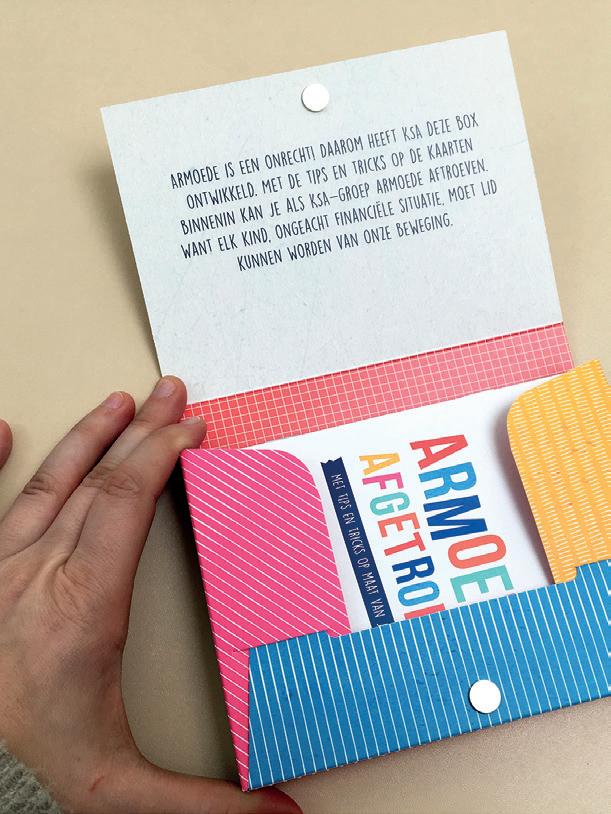 ARMOEDE IS EEN ONRECHT! DAAROM HEEFT KSA DEZE BOX
ONTWIKKELD. MET DE TIPS EN TRICKS OP DE KAARTEN
BINNENIN KAN JE ALS KSA-GROEP ARMOEDE AFTROEVEN.
WANT ELK KIND, ONGEACHT FINANCIËLE SITUATIE, MOET LID
KUNNEN WORDEN VAN ONZE BEWEGING.
ARMOE
AFGETRO
MET TIPS EN TRICKS OP MAAT VAN